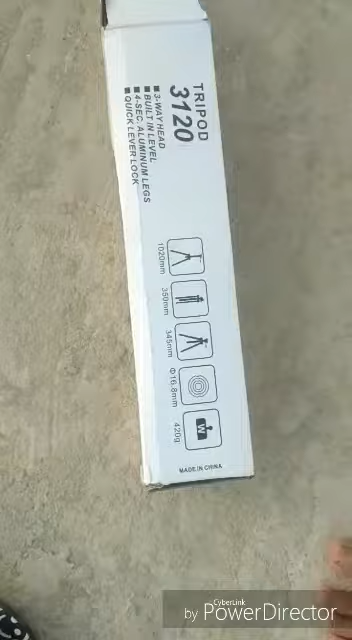 TRIPOD
3120
■ 3-WAY HEAD
■ BUILT IN LEVEL
■ 4-SEC. ALUMINUM LEGS
■ QUICK LEVER LOCK
1020mm
350mm
345mm
Φ16.8mm
W
420g
MADE IN CHINA
CyberLink
by PowerDirector